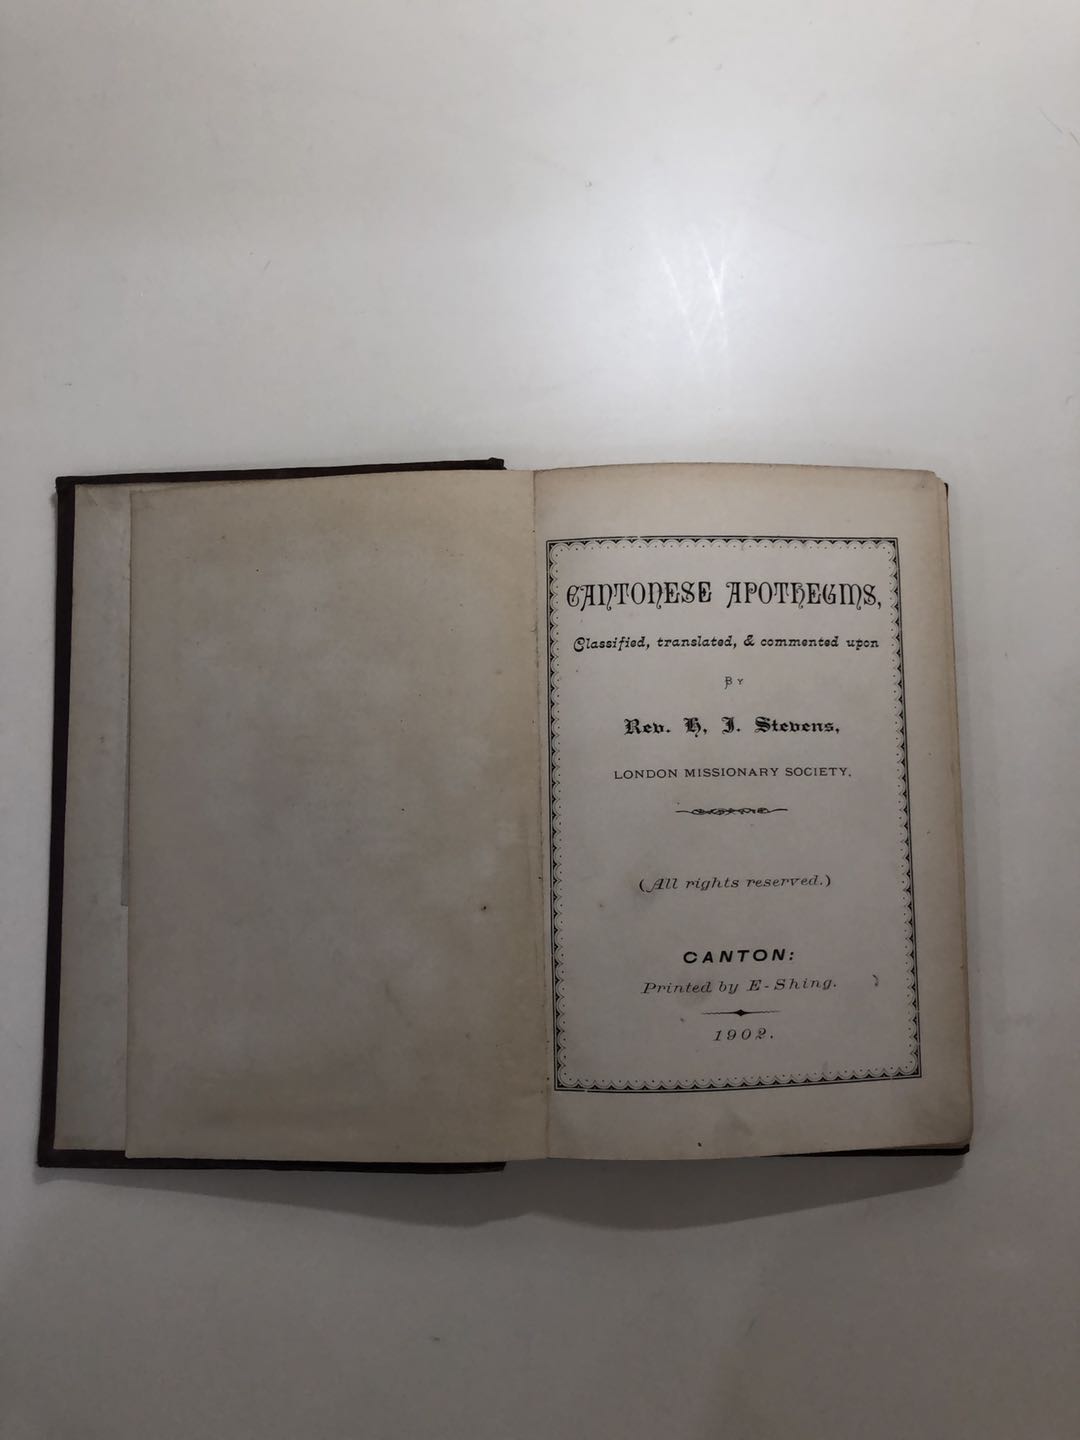 CANTONESE APOTHEGMS,
Classified, translated, & commented upon
BY
Rev. H. J. Stevens,
LONDON MISSIONARY SOCIETY.
(All rights reserved.)
CANTON:
Printed by E-Shing.
1902.